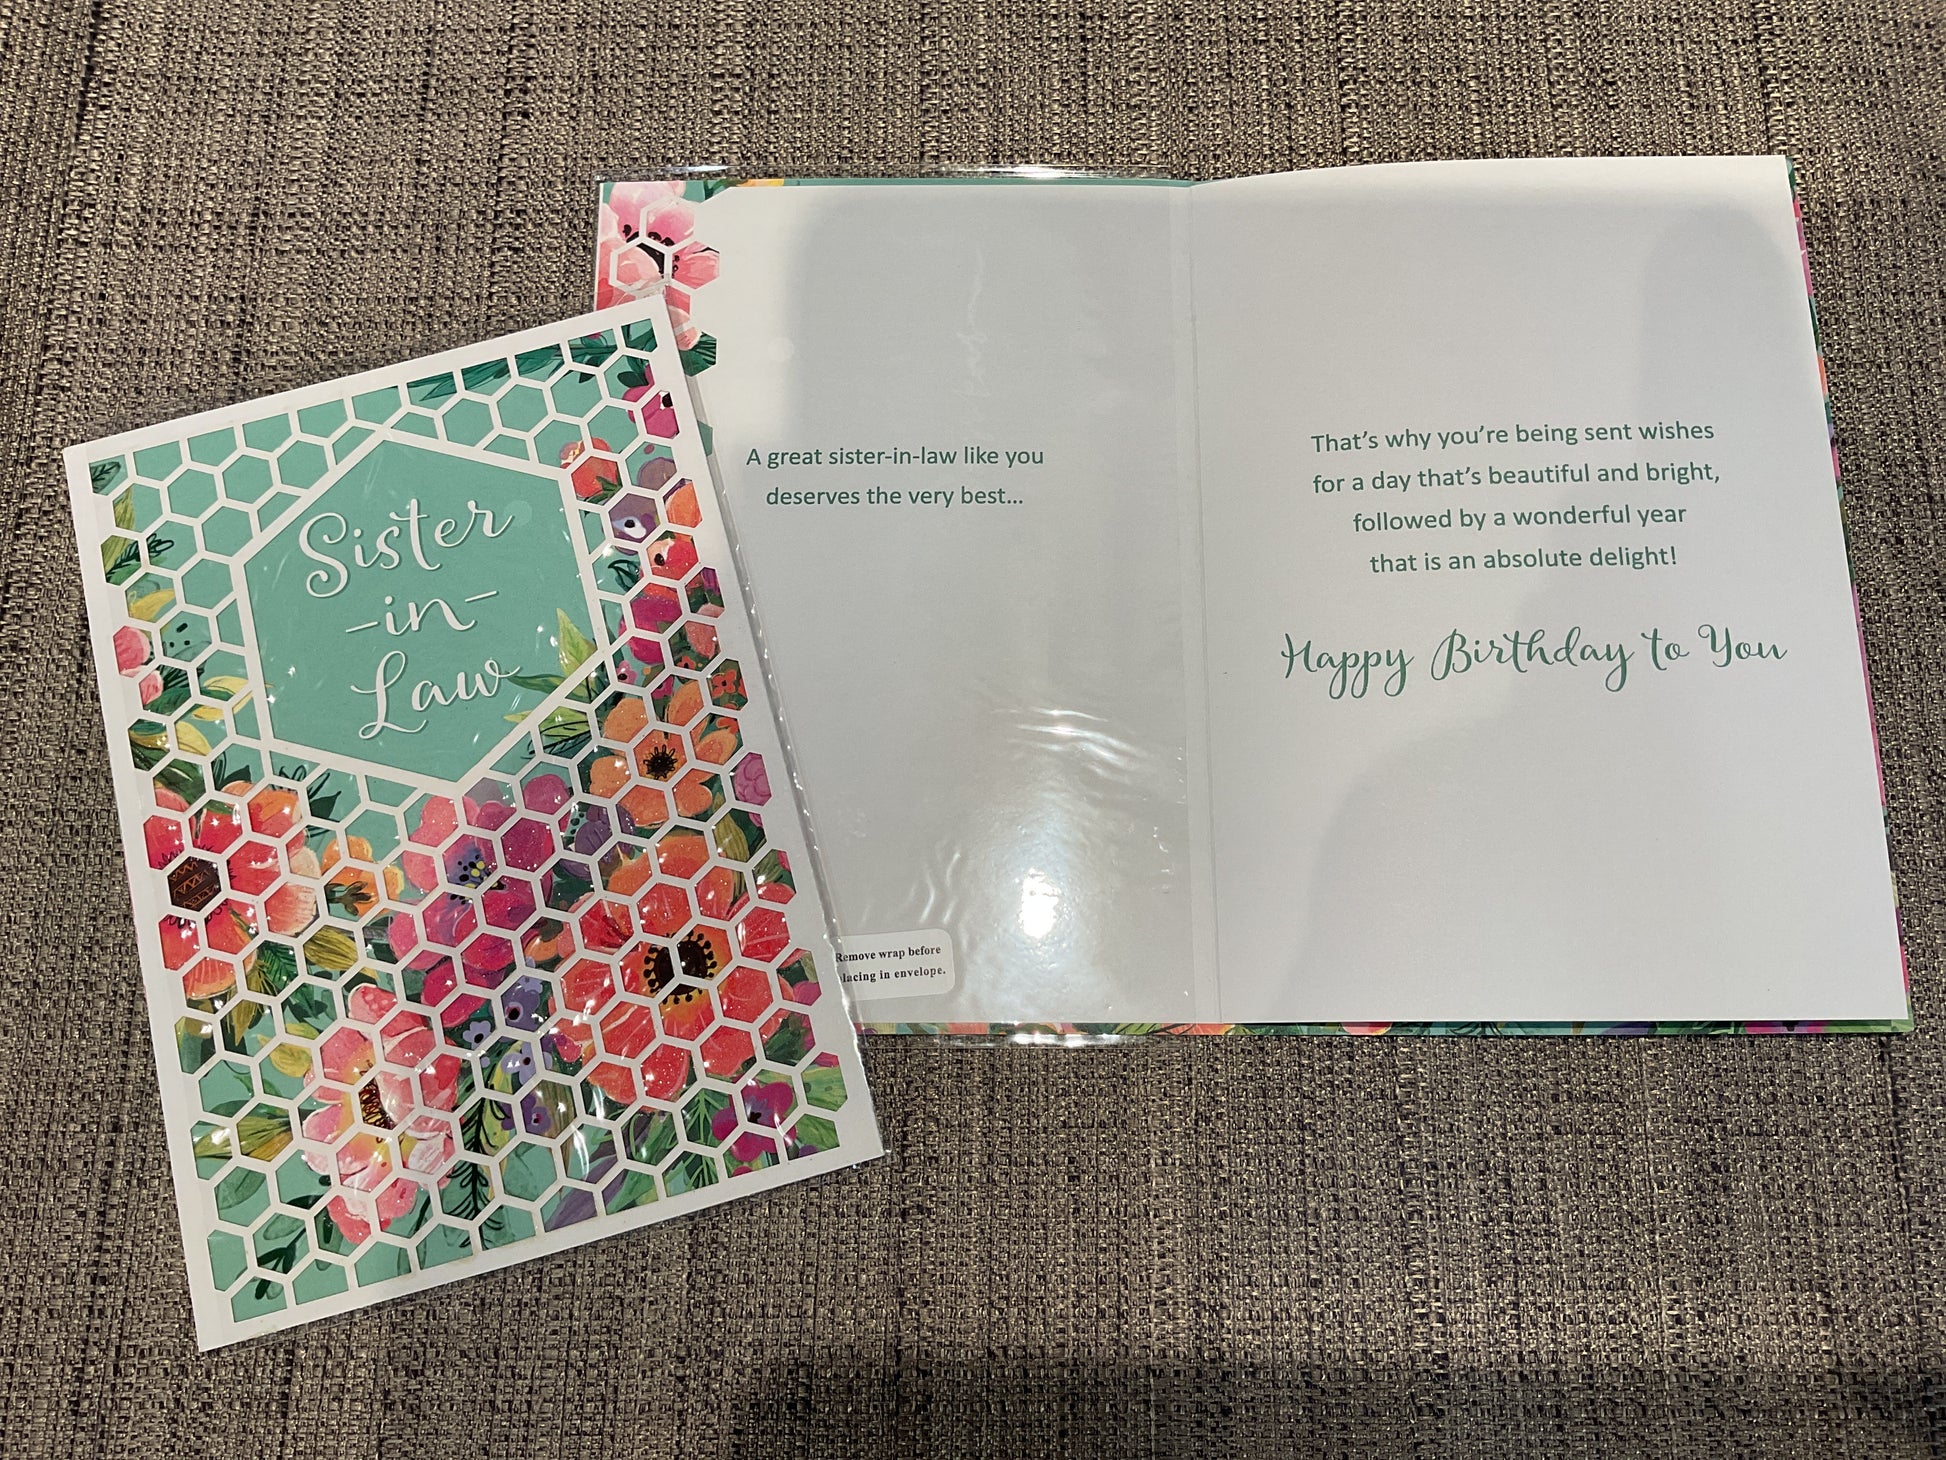 Sister
-in-
Law
A great sister-in-law like you
deserves the very best...
Remove wrap before
placing in envelope.
That's why you're being sent wishes
for a day that's beautiful and bright,
followed by a wonderful year
that is an absolute delight!
Happy Birthday to You